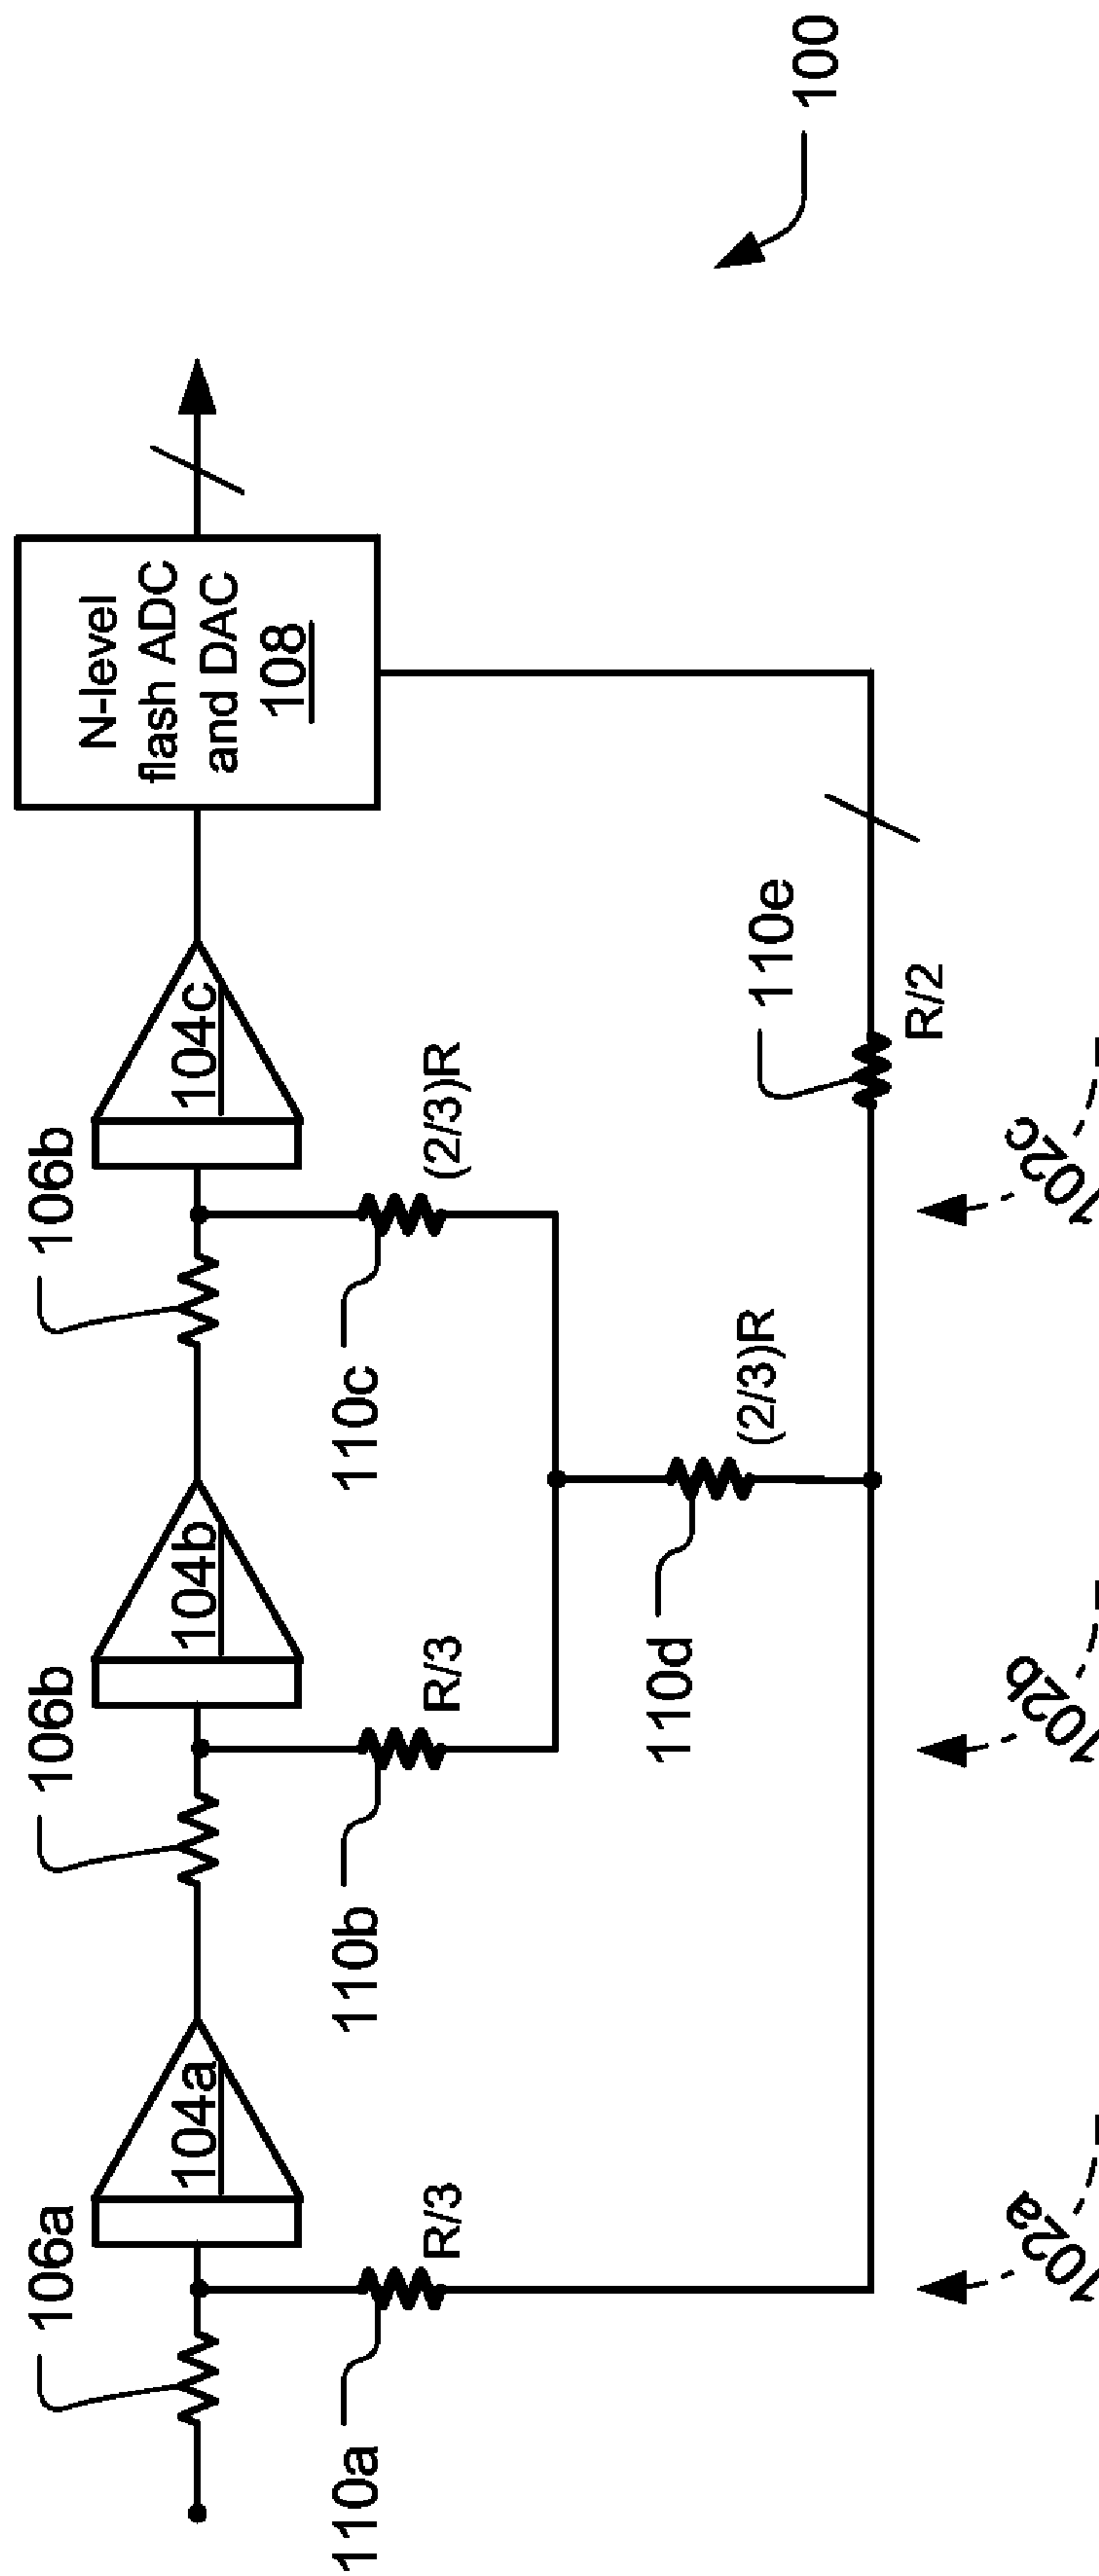 106a
106b
106b
104a
104b
104c
N-level
flash ADC
and DAC
108
110a
R/3
110b
R/3
110c
(2/3)R
110d
(2/3)R
110e
R/2
100
102a
102b
102c